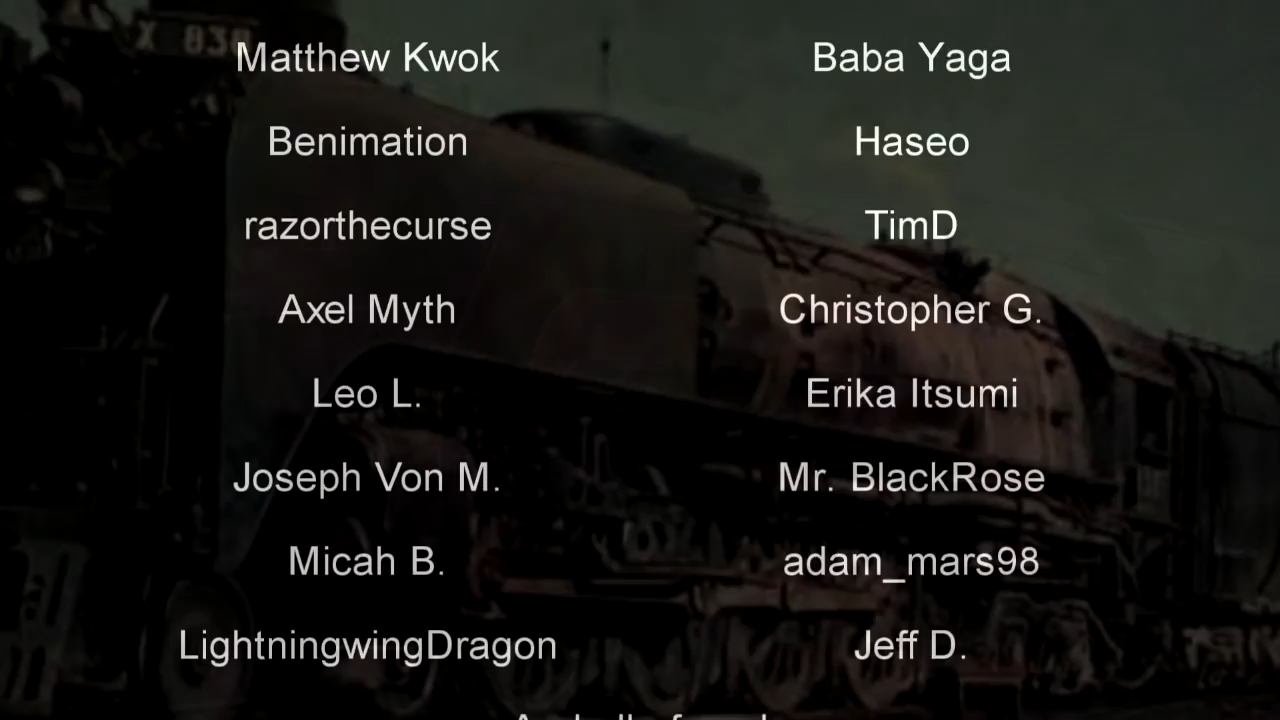 X 838
Matthew Kwok
Baba Yaga
Benimation
Haseo
razorthecurse
TimD
Axel Myth
Christopher G.
Leo L.
Erika Itsumi
Joseph Von M.
Mr. BlackRose
Micah B.
adam_mars98
LightningwingDragon
Jeff D.